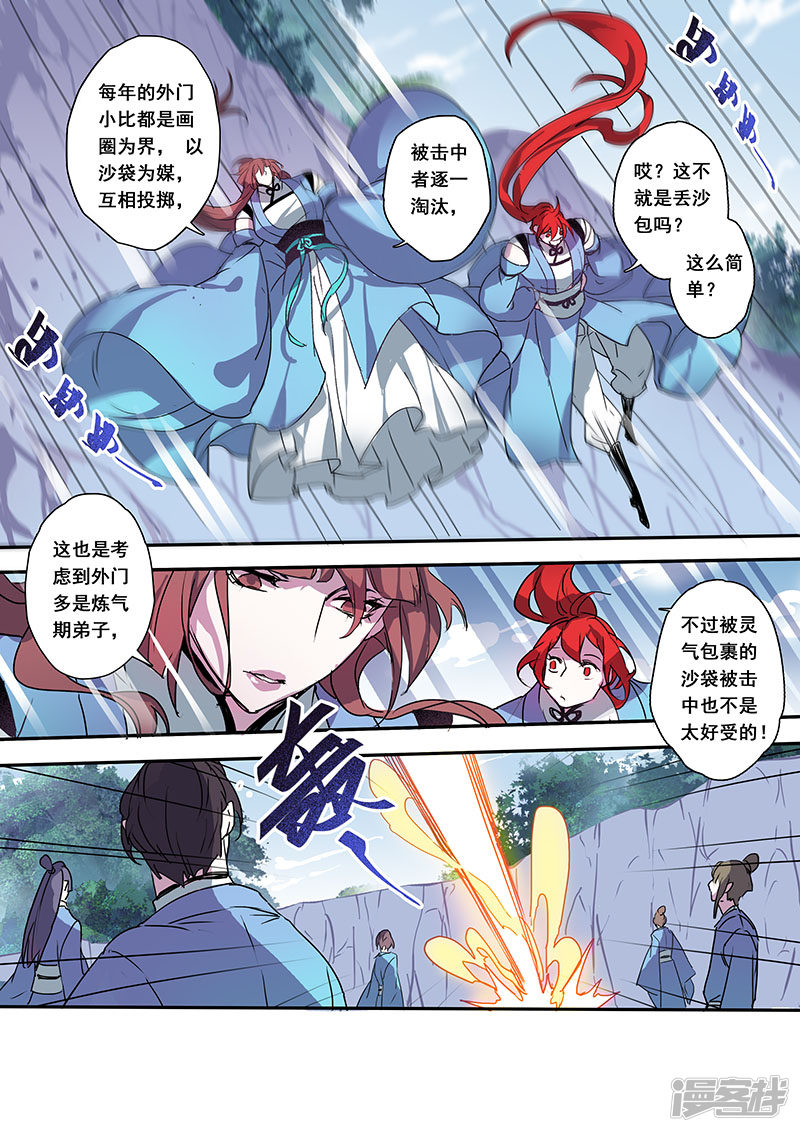 每年的外门
小比都是画
圈为界， 以
沙袋为媒，
互相投掷，
被击中
者逐一
淘汰，
哎？这不
就是丢沙
包吗？
这么简
单？
这也是考
虑到外门
多是炼气
期弟子，
不过被灵
气包裹的
沙袋被击
中也不是
太好受的！
漫客栈